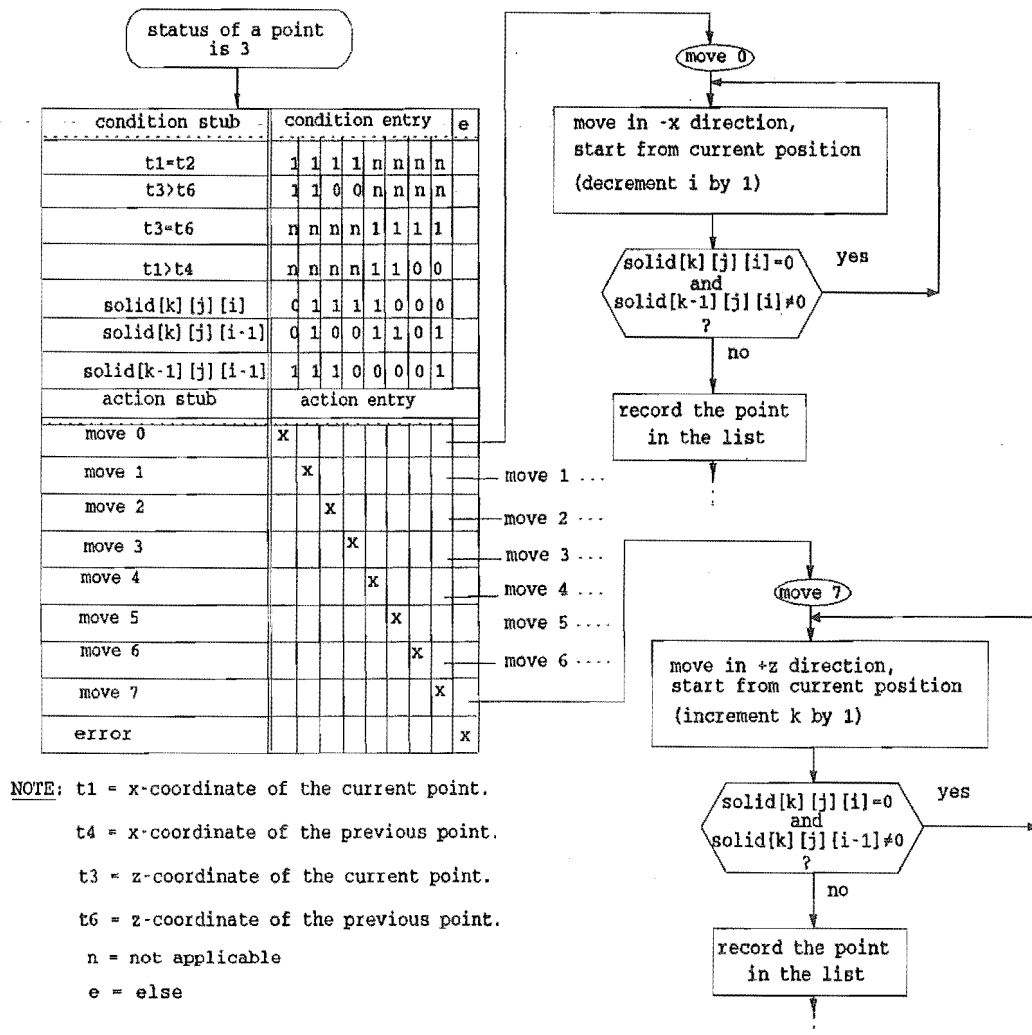 status of a point
is 3
condition stub condition entry e
t1=t2 1 1 1 1 n n n n
t3>t6 1 1 0 0 n n n n
t3=t6 n n n n 1 1 1 1
t1>t4 n n n n 1 1 0 0
solid[k][j][i] 0 1 1 1 1 0 0 0
solid[k][j][i-1] 0 1 0 0 1 1 0 1
solid[k-1][j][i-1] 1 1 1 0 0 0 0 1
action stub action entry
move 0 x
move 1 x
move 2 x
move 3 x
move 4 x
move 5 x
move 6 x
move 7 x
error x
move 1 ...
move 2 ...
move 3 ...
move 4 ...
move 5 ....
move 6 ....
move 0
move in -x direction,
start from current position
(decrement i by 1)
solid[k][j][i]=0
and
solid[k-1][j][i]≠0
?
yes
no
record the point
in the list
move 7
move in +z direction,
start from current position
(increment k by 1)
solid[k][j][i]=0
and
solid[k][j][i-1]≠0
?
yes
no
record the point
in the list
NOTE: t1 = x-coordinate of the current point.
t4 = x-coordinate of the previous point.
t3 = z-coordinate of the current point.
t6 = z-coordinate of the previous point.
n = not applicable
e = else